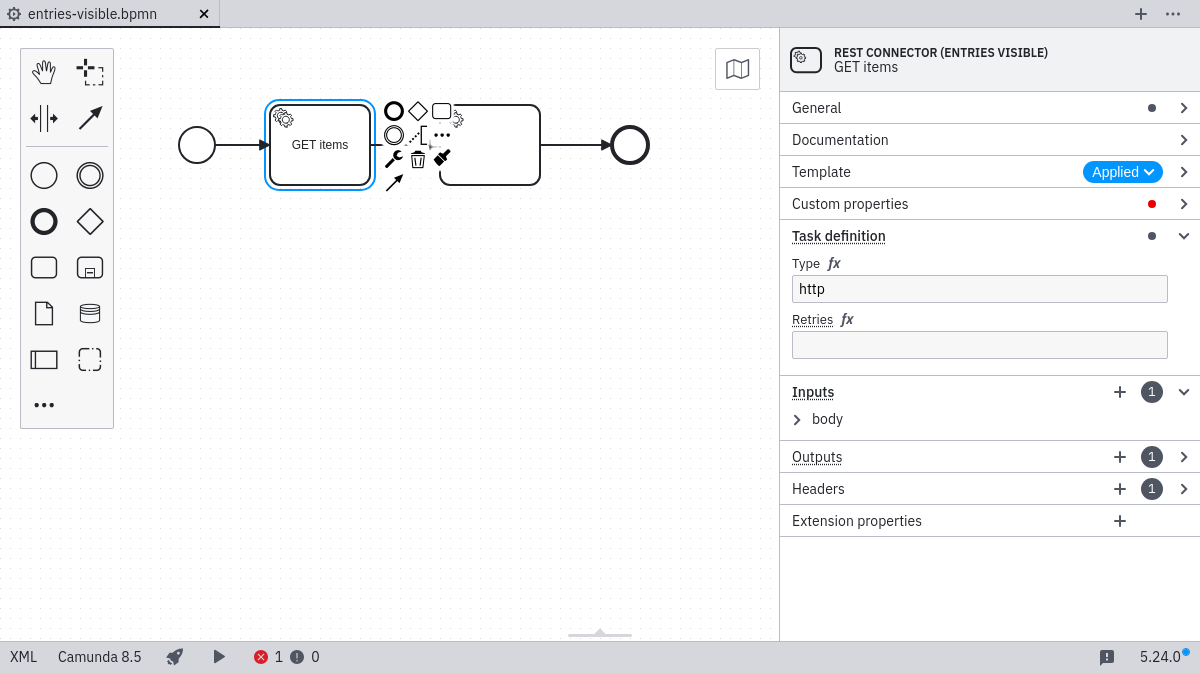 entries-visible.bpmn
REST CONNECTOR (ENTRIES VISIBLE)
GET items
GET items
General
Documentation
Template Applied
Custom properties
Task definition
Type fx
http
Retries fx
Inputs 1
body
Outputs 1
Headers 1
Extension properties
XML Camunda 8.5 1 0 5.24.0